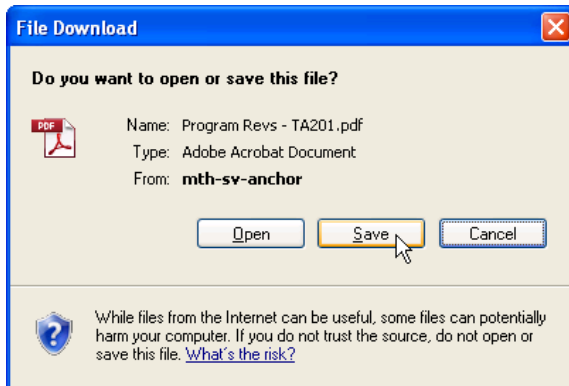 File Download
Do you want to open or save this file?
PDF
Name: Program Revs - TA201.pdf
Type: Adobe Acrobat Document
From: mth-sv-anchor
Open Save Cancel
While files from the Internet can be useful, some files can potentially
harm your computer. If you do not trust the source, do not open or
save this file. What's the risk?